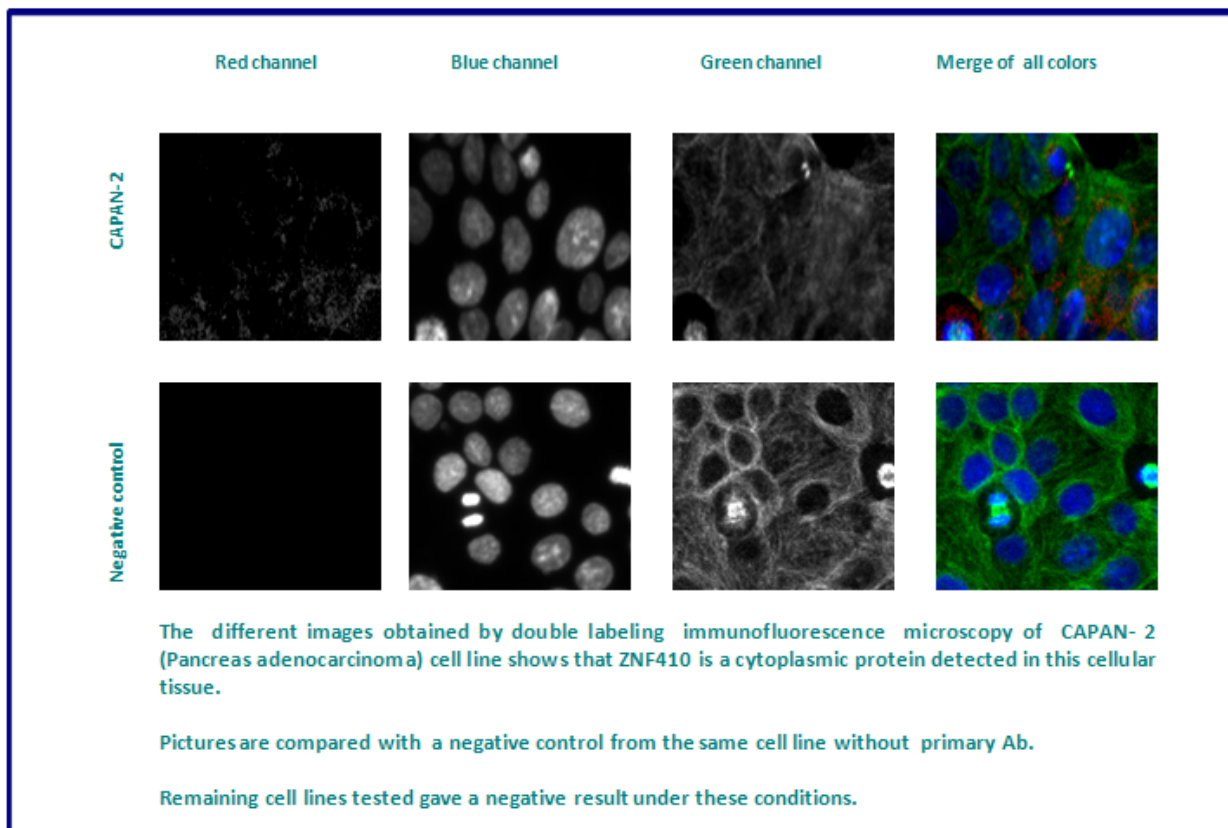 Red channel Blue channel Green channel Merge of all colors
CAPAN-2
Negative control
The different images obtained by double labeling immunofluorescence microscopy of CAPAN- 2
(Pancreas adenocarcinoma) cell line shows that ZNF410 is a cytoplasmic protein detected in this cellular
tissue.
Pictures are compared with a negative control from the same cell line without primary Ab.
Remaining cell lines tested gave a negative result under these conditions.